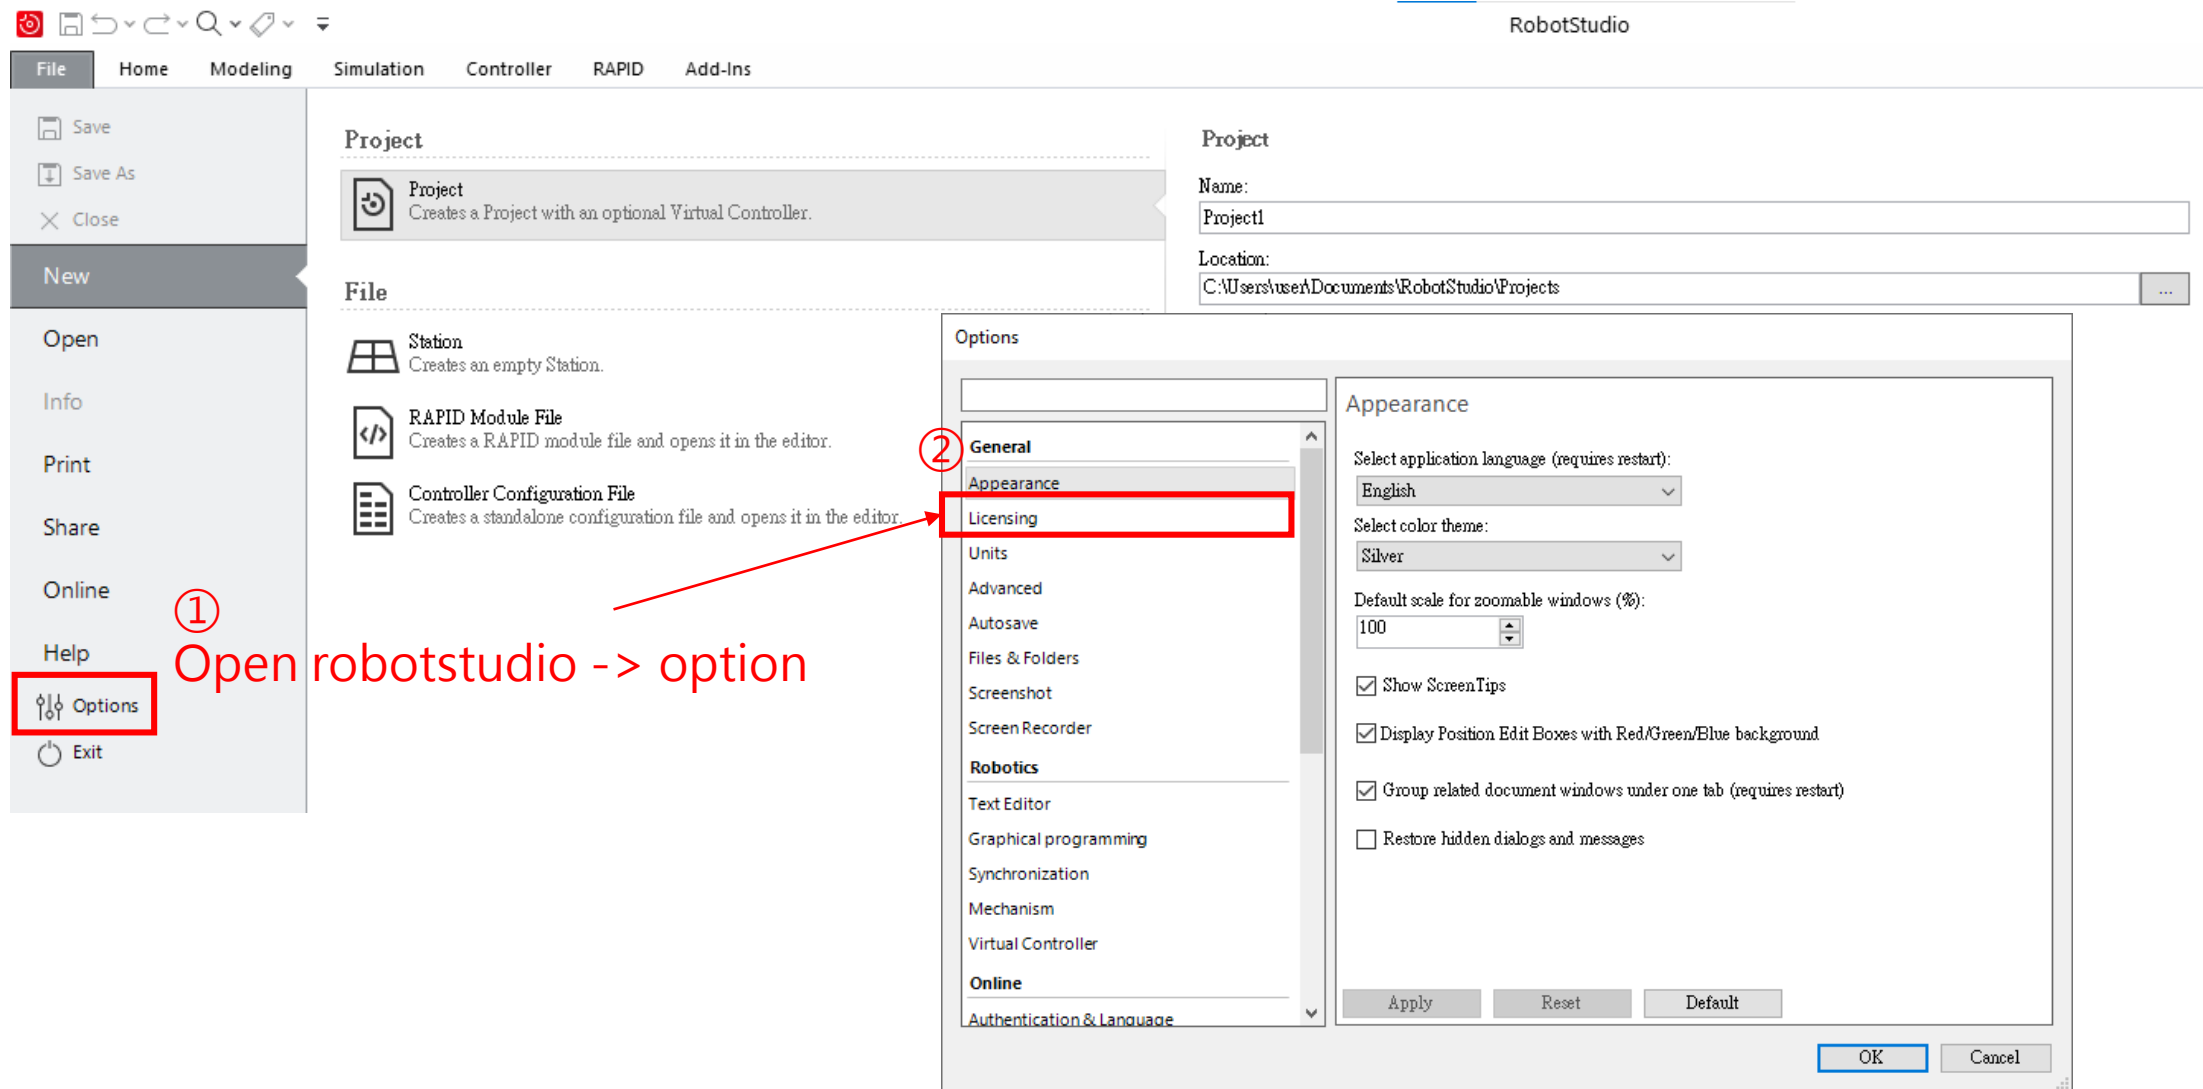 RobotStudio
File Home Modeling Simulation Controller RAPID Add-Ins
Save
Save As
Close
New
Open
Info
Print
Share
Online
Help
Options
Exit
Project
Project
Creates a Project with an optional Virtual Controller.
File
Station
Creates an empty Station.
RAPID Module File
Creates a RAPID module file and opens it in the editor.
Controller Configuration File
Creates a standalone configuration file and opens it in the editor.
Project
Name:
Project1
Location:
C:\Users\user\Documents\RobotStudio\Projects
...
①
Open robotstudio -> option
②
Options
General
Appearance
Licensing
Units
Advanced
Autosave
Files & Folders
Screenshot
Screen Recorder
Robotics
Text Editor
Graphical programming
Synchronization
Mechanism
Virtual Controller
Online
Authentication & Language
Appearance
Select application language (requires restart):
English
Select color theme:
Silver
Default scale for zoomable windows (%):
100
Show ScreenTips
Display Position Edit Boxes with Red/Green/Blue background
Group related document windows under one tab (requires restart)
Restore hidden dialogs and messages
Apply Reset Default
OK Cancel